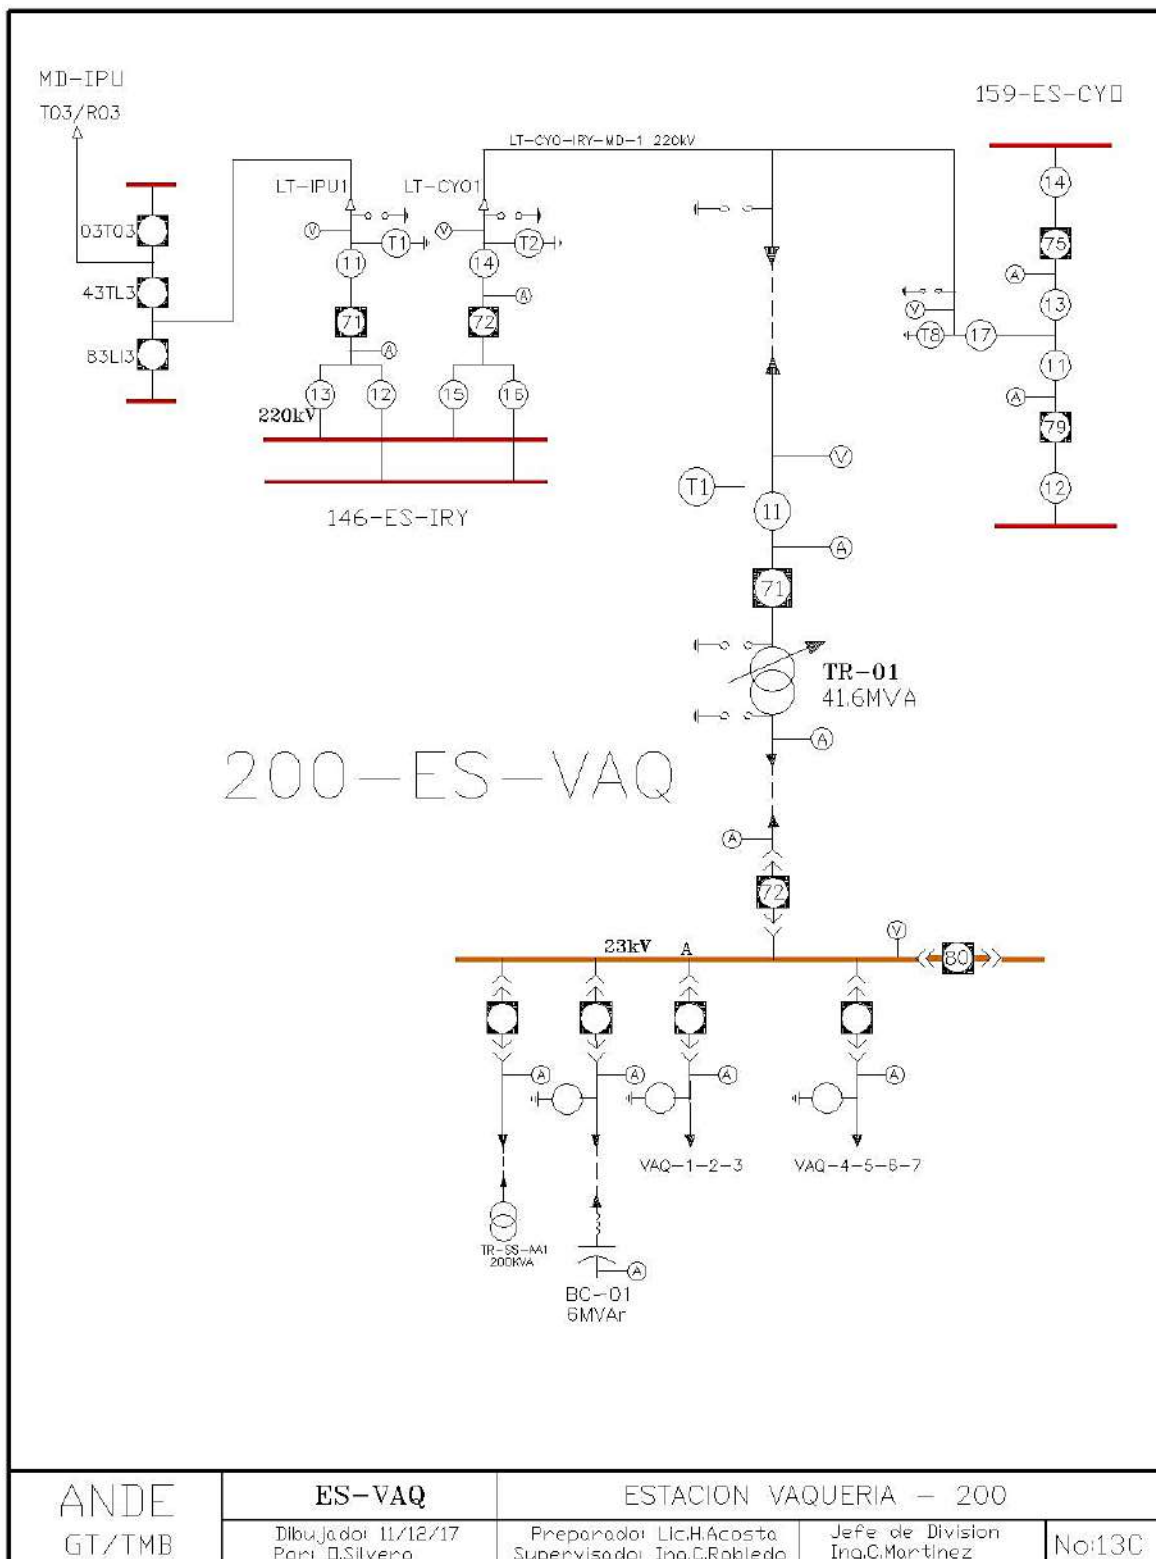 MD-IPU
T03/R03
159-ES-CYO
LT-CYO-IRY-MD-1 220kV
LT-IPU1
LT-CYO1
03T03
43TL3
83LI3
V
T1
11
71
A
13
12
V
T2
14
A
72
15
16
220kV
146-ES-IRY
14
75
A
13
V
T8
17
11
A
79
12
V
T1
11
A
71
TR-01
41.6MVA
A
200-ES-VAQ
A
72
23kV
A
V
80
A
A
A
A
VAQ-1-2-3
VAQ-4-5-6-7
TR-SS-AA1
200KVA
A
BC-01
6MVAr
ANDE
GT/TMB
ES-VAQ
ESTACION VAQUERIA - 200
Dibujado: 11/12/17
Por: O.Silvero
Preparado: Lic.H.Acosta
Supervisado: Ing.C.Robledo
Jefe de Division
Ing.C.Martinez
No:13C